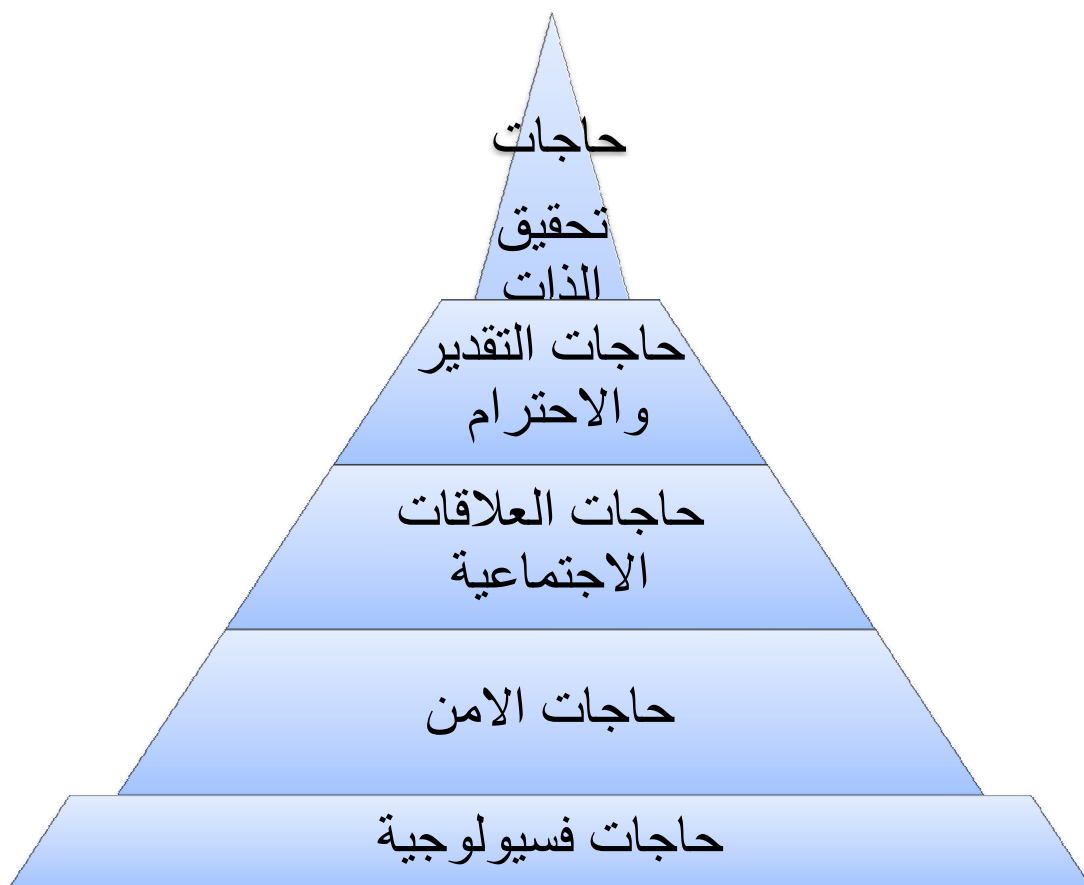 حاجات
تحقيق
الذات
حاجات التقدير
والاحترام
حاجات العلاقات
الاجتماعية
حاجات الامن
حاجات فسيولوجية